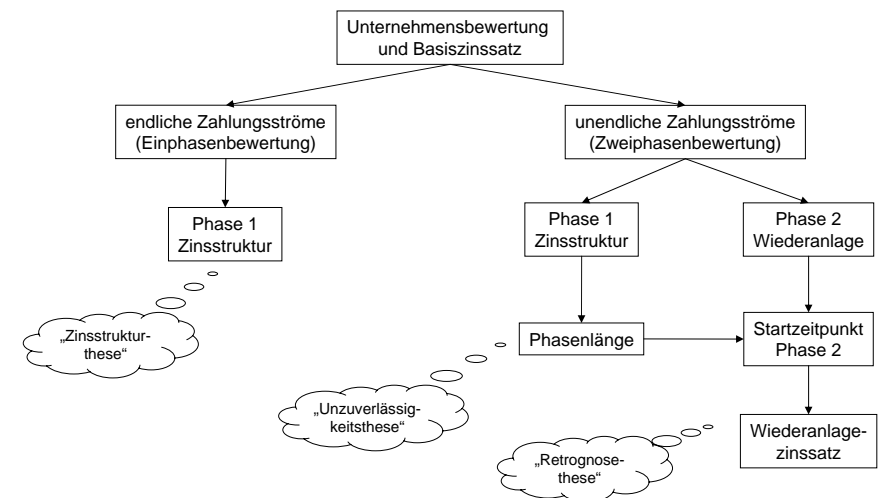 Unternehmensbewertung
und Basiszinssatz
endliche Zahlungsströme
(Einphasenbewertung)
unendliche Zahlungsströme
(Zweiphasenbewertung)
Phase 1
Zinsstruktur
Phase 1
Zinsstruktur
Phase 2
Wiederanlage
„Zinsstruktur-
these“
Phasenlänge
Startzeitpunkt
Phase 2
„Unzuverlässig-
keitsthese“
Wiederanlage-
zinssatz
„Retrognose-
these“